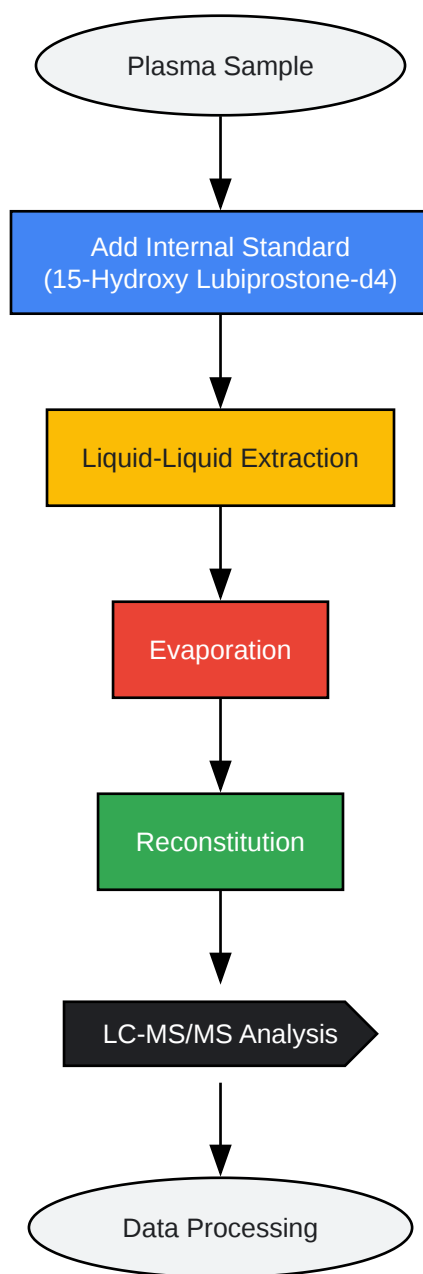 Plasma Sample
Add Internal Standard
(15-Hydroxy Lubiprostone-d4)
Liquid-Liquid Extraction
Evaporation
Reconstitution
LC-MS/MS Analysis
Data Processing